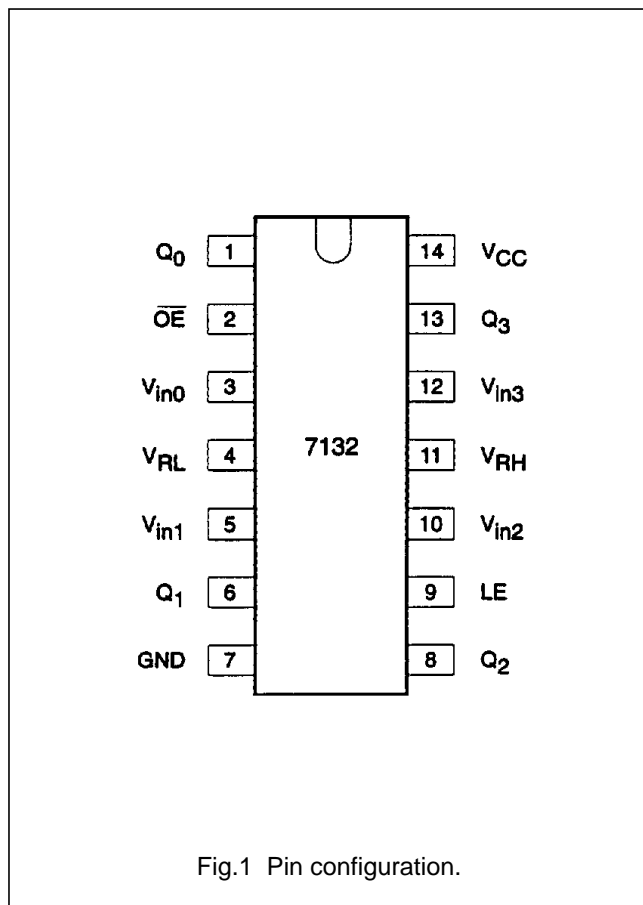 Q0 1 14 VCC
OE 2 13 Q3
Vin0 3 12 Vin3
VRL 4 7132 11 VRH
Vin1 5 10 Vin2
Q1 6 9 LE
GND 7 8 Q2
Fig.1 Pin configuration.